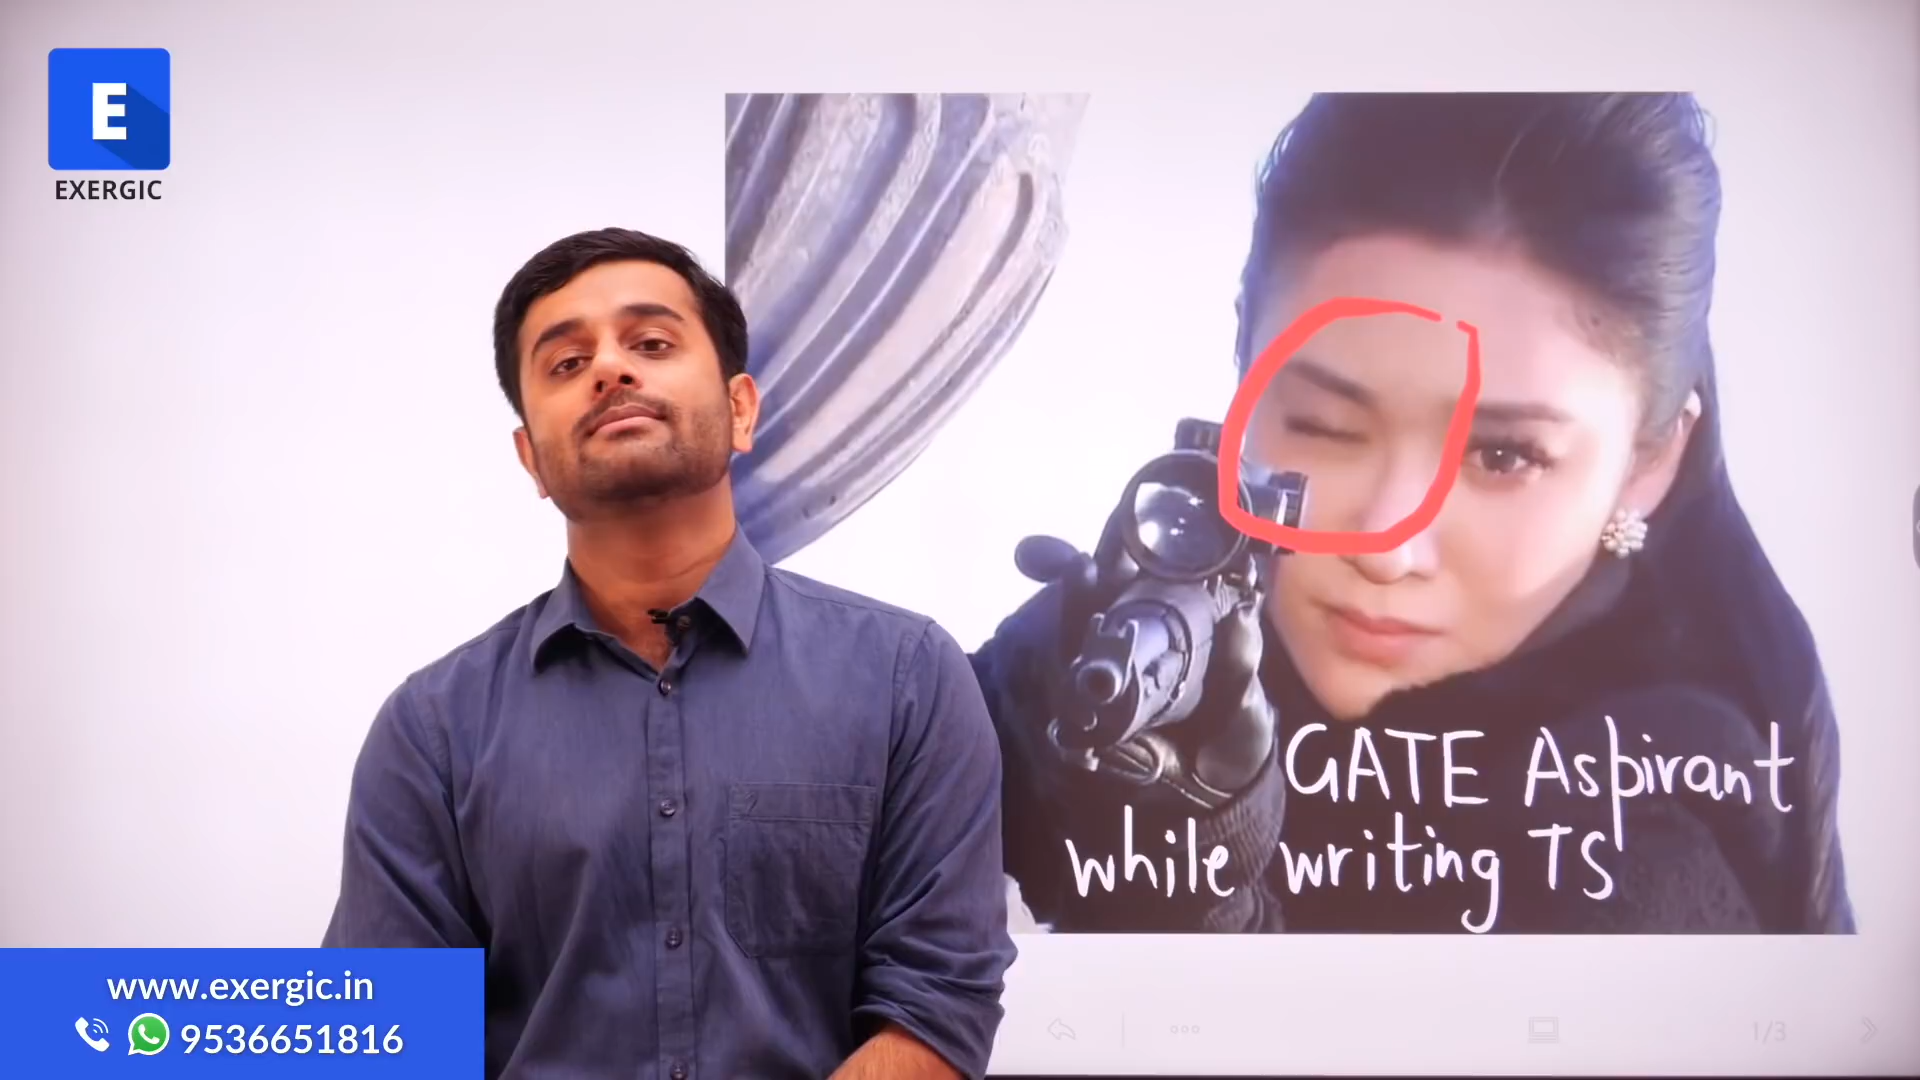 E
EXERGIC
GATE Aspirant
while writing TS
www.exergic.in
9536651816
1/3